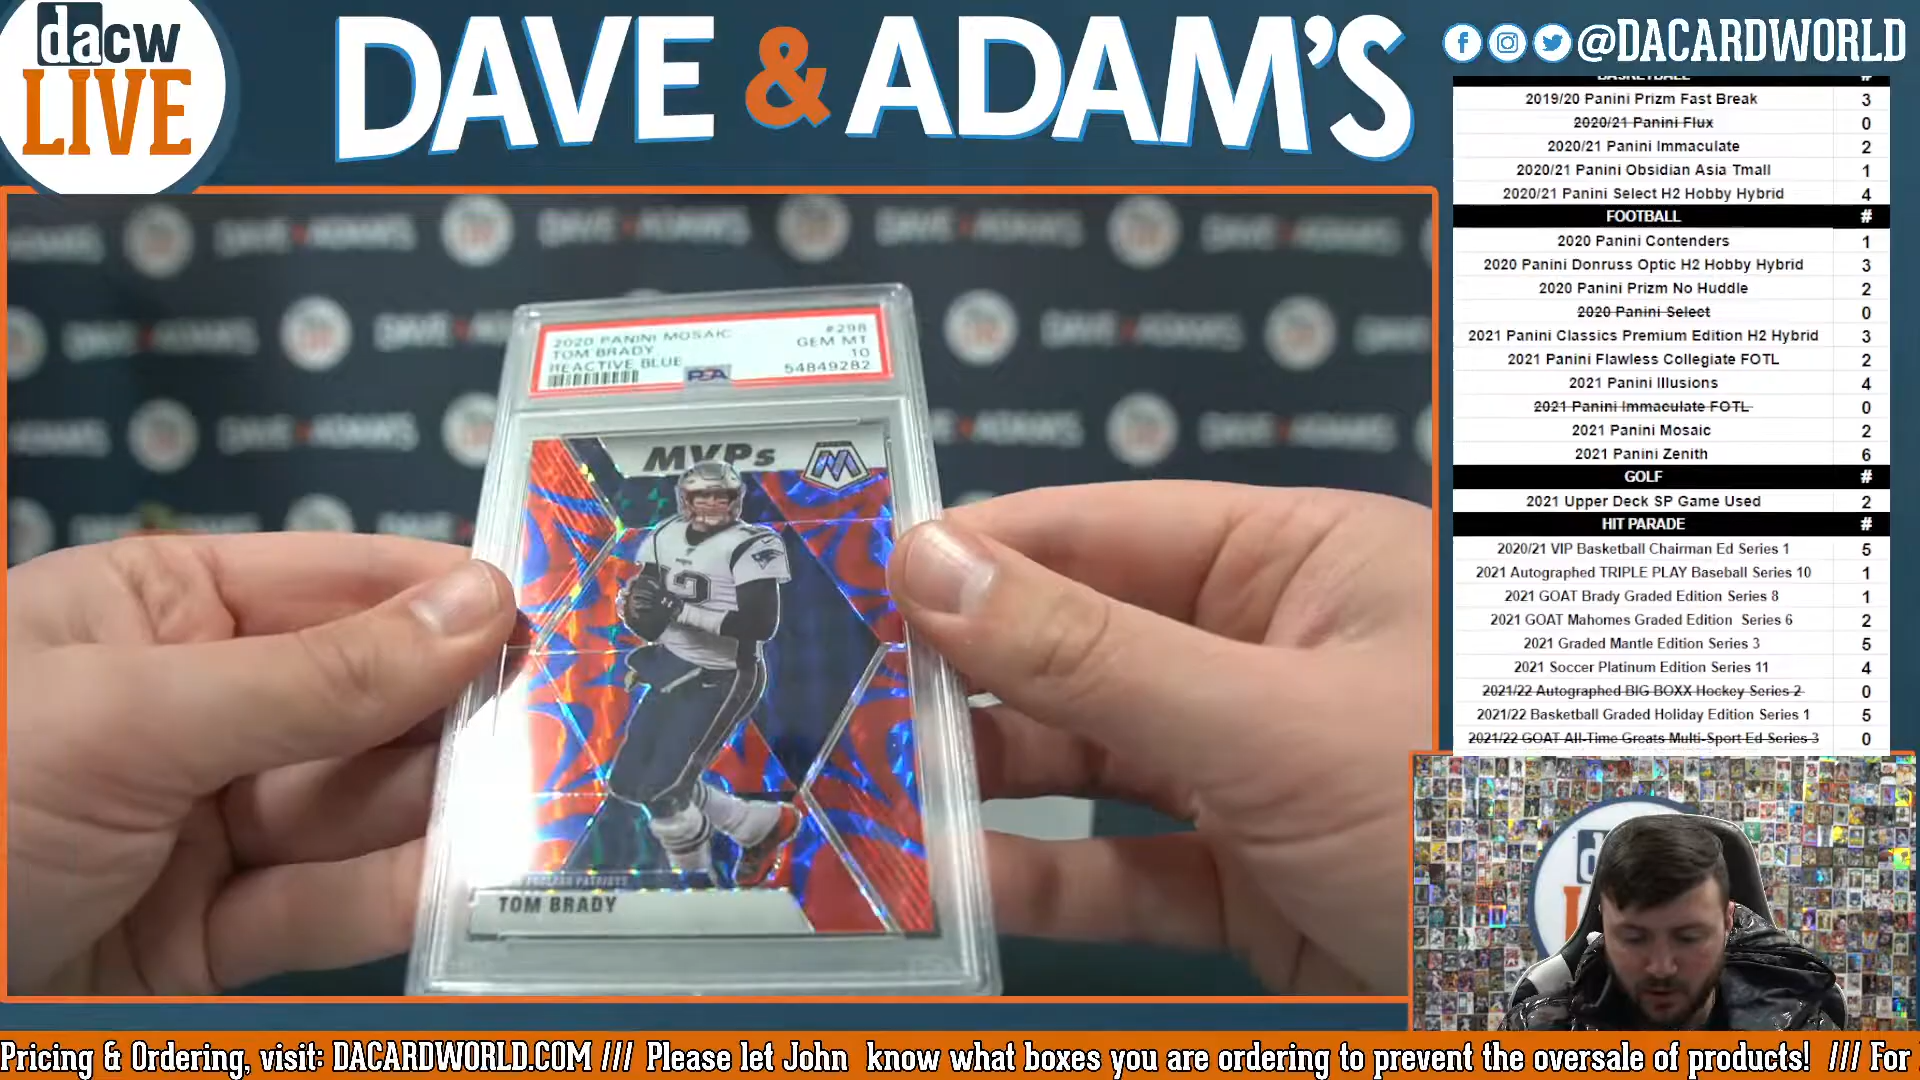 dacw
LIVE
DAVE & ADAM'S
@DACARDWORLD
BASKETBALL #
2019/20 Panini Prizm Fast Break 3
2020/21 Panini Flux 0
2020/21 Panini Immaculate 2
2020/21 Panini Obsidian Asia Tmall 1
2020/21 Panini Select H2 Hobby Hybrid 4
FOOTBALL #
2020 Panini Contenders 1
2020 Panini Donruss Optic H2 Hobby Hybrid 3
2020 Panini Prizm No Huddle 2
2020 Panini Select 0
2021 Panini Classics Premium Edition H2 Hybrid 3
2021 Panini Flawless Collegiate FOTL 2
2021 Panini Illusions 4
2021 Panini Immaculate FOTL 0
2021 Panini Mosaic 2
2021 Panini Zenith 6
GOLF #
2021 Upper Deck SP Game Used 2
HIT PARADE #
2020/21 VIP Basketball Chairman Ed Series 1 5
2021 Autographed TRIPLE PLAY Baseball Series 10 1
2021 GOAT Brady Graded Edition Series 8 1
2021 GOAT Mahomes Graded Edition Series 6 2
2021 Graded Mantle Edition Series 3 5
2021 Soccer Platinum Edition Series 11 4
2021/22 Autographed BIG BOXX Hockey Series 2 0
2021/22 Basketball Graded Holiday Edition Series 1 5
2021/22 GOAT All-Time Greats Multi-Sport Ed Series 3 0
2020 PANINI MOSAIC #298
TOM BRADY GEM MT
REACTIVE BLUE 10
PSA 54849282
MVPs
12
TOM BRADY
Pricing & Ordering, visit: DACARDWORLD.COM /// Please let John know what boxes you are ordering to prevent the oversale of products! /// For